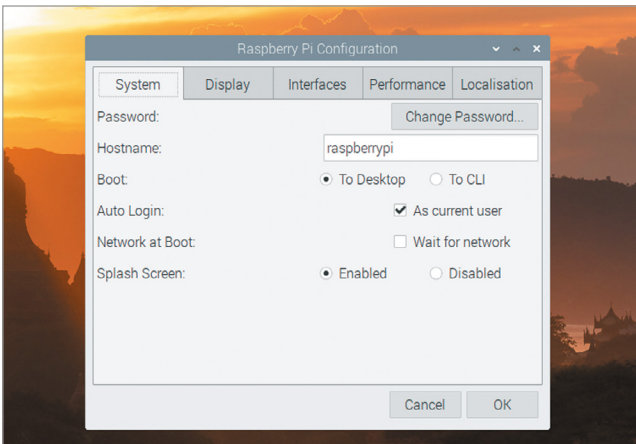 Raspberry Pi Configuration
System Display Interfaces Performance Localisation
Password: Change Password...
Hostname: raspberrypi
Boot: To Desktop To CLI
Auto Login: As current user
Network at Boot: Wait for network
Splash Screen: Enabled Disabled
Cancel OK